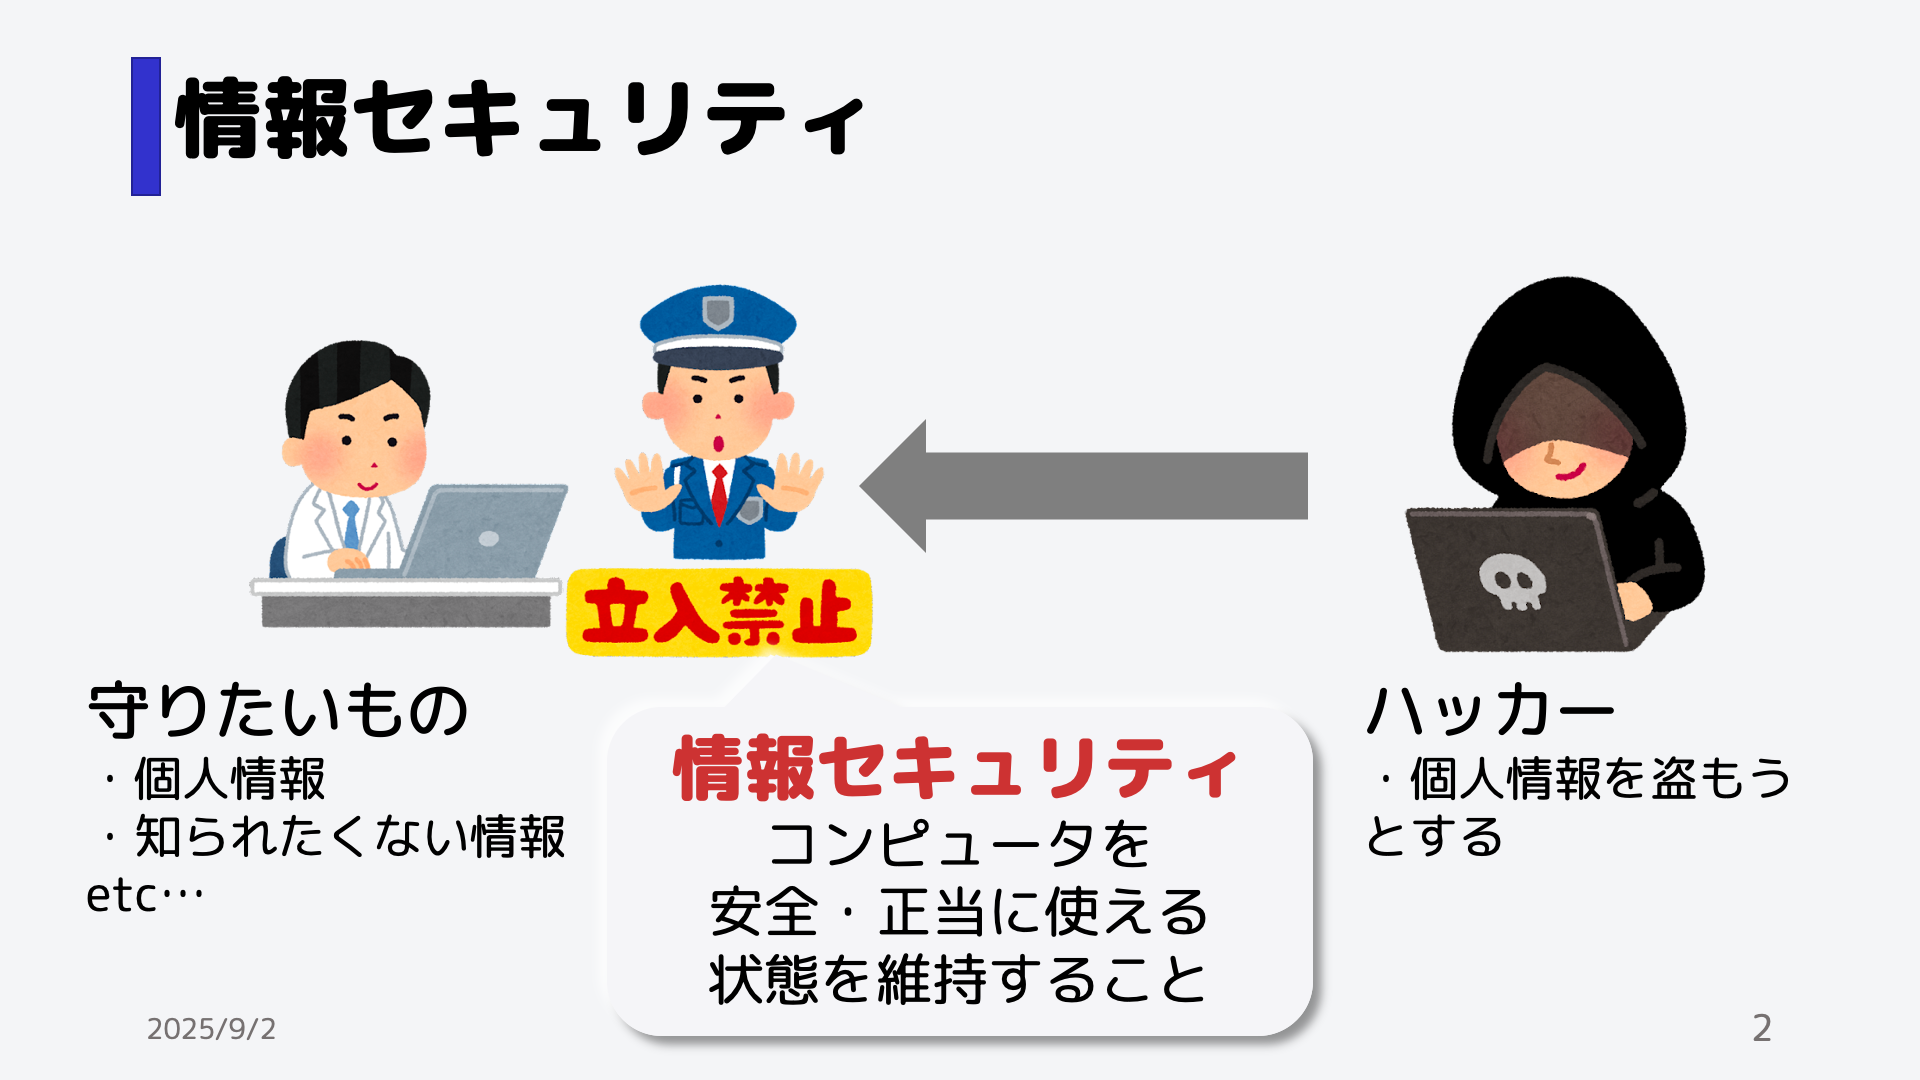 情報セキュリティ
立入禁止
守りたいもの
・個人情報
・知られたくない情報
etc…
情報セキュリティ
コンピュータを
安全・正当に使える
状態を維持すること
ハッカー
・個人情報を盗もう
とする
2025/9/2
2